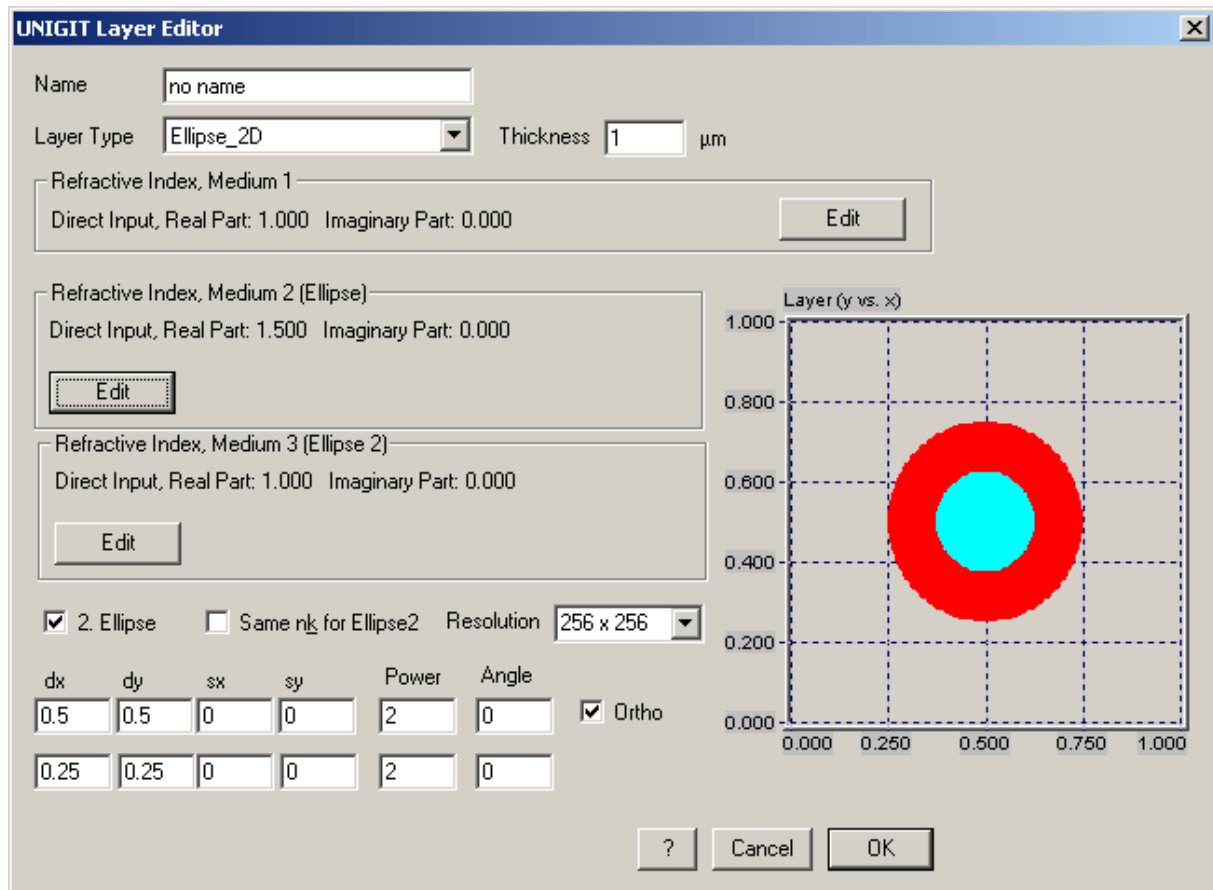 UNIGIT Layer Editor
Name no name
Layer Type Ellipse_2D Thickness 1 µm
Refractive Index, Medium 1
Direct Input, Real Part: 1.000 Imaginary Part: 0.000 Edit
Refractive Index, Medium 2 (Ellipse)
Direct Input, Real Part: 1.500 Imaginary Part: 0.000
Edit
Refractive Index, Medium 3 (Ellipse 2)
Direct Input, Real Part: 1.000 Imaginary Part: 0.000
Edit
2. Ellipse Same nk for Ellipse2 Resolution 256 x 256
dx dy sx sy Power Angle
0.5 0.5 0 0 2 0 Ortho
0.25 0.25 0 0 2 0
Layer (y vs. x)
1.000
0.800
0.600
0.400
0.200
0.000
0.000 0.250 0.500 0.750 1.000
? Cancel OK